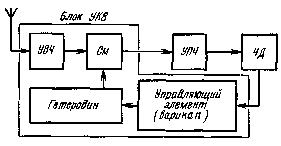 Блок УКВ
УВЧ
См
УПЧ
ЧД
Гетеродин
Управляющий
элемент
(варикап)